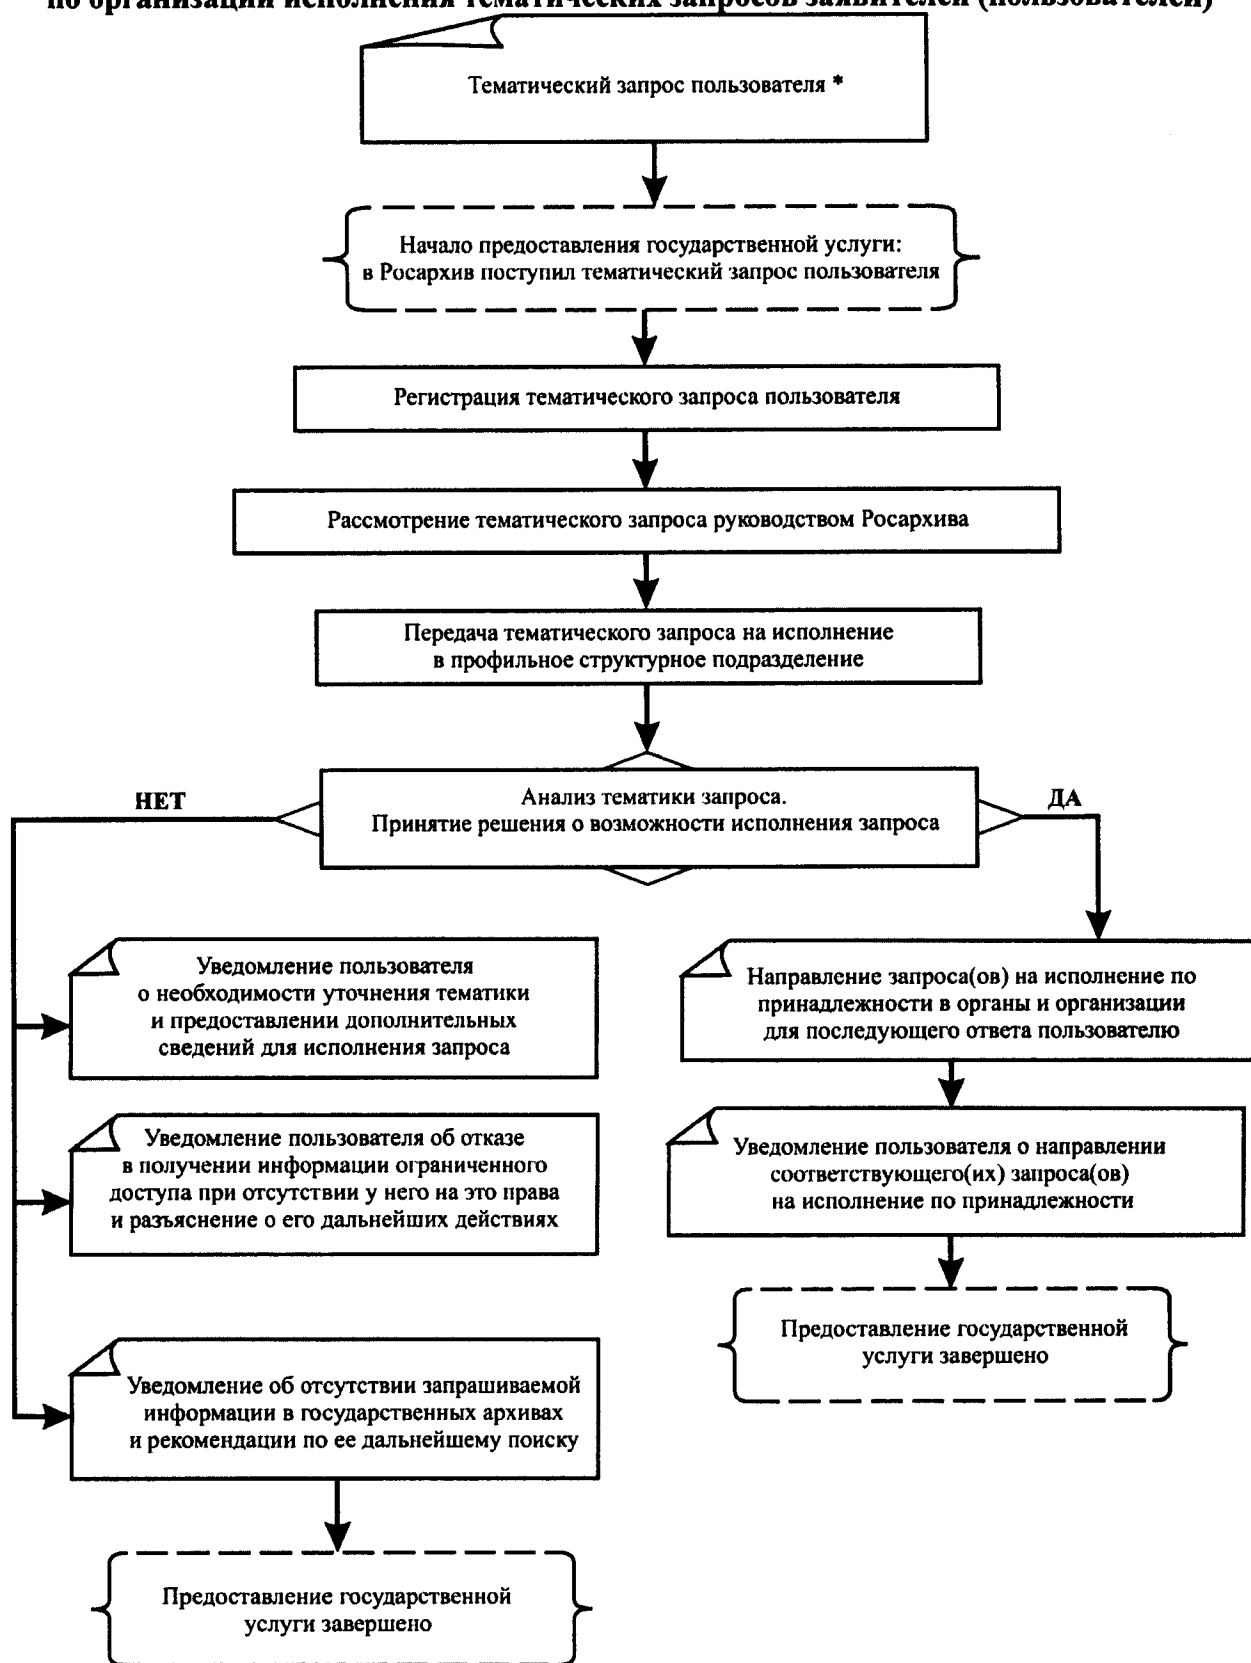 по организации исполнения тематических запросов заявителей (пользователей)
Тематический запрос пользователя *
Начало предоставления государственной услуги:
в Росархив поступил тематический запрос пользователя
Регистрация тематического запроса пользователя
Рассмотрение тематического запроса руководством Росархива
Передача тематического запроса на исполнение
в профильное структурное подразделение
НЕТ
Анализ тематики запроса.
Принятие решения о возможности исполнения запроса
ДА
Уведомление пользователя
о необходимости уточнения тематики
и предоставлении дополнительных
сведений для исполнения запроса
Направление запроса(ов) на исполнение по
принадлежности в органы и организации
для последующего ответа пользователю
Уведомление пользователя об отказе
в получении информации ограниченного
доступа при отсутствии у него на это права
и разъяснение о его дальнейших действиях
Уведомление пользователя о направлении
соответствующего(их) запроса(ов)
на исполнение по принадлежности
Предоставление государственной
услуги завершено
Уведомление об отсутствии запрашиваемой
информации в государственных архивах
и рекомендации по ее дальнейшему поиску
Предоставление государственной
услуги завершено